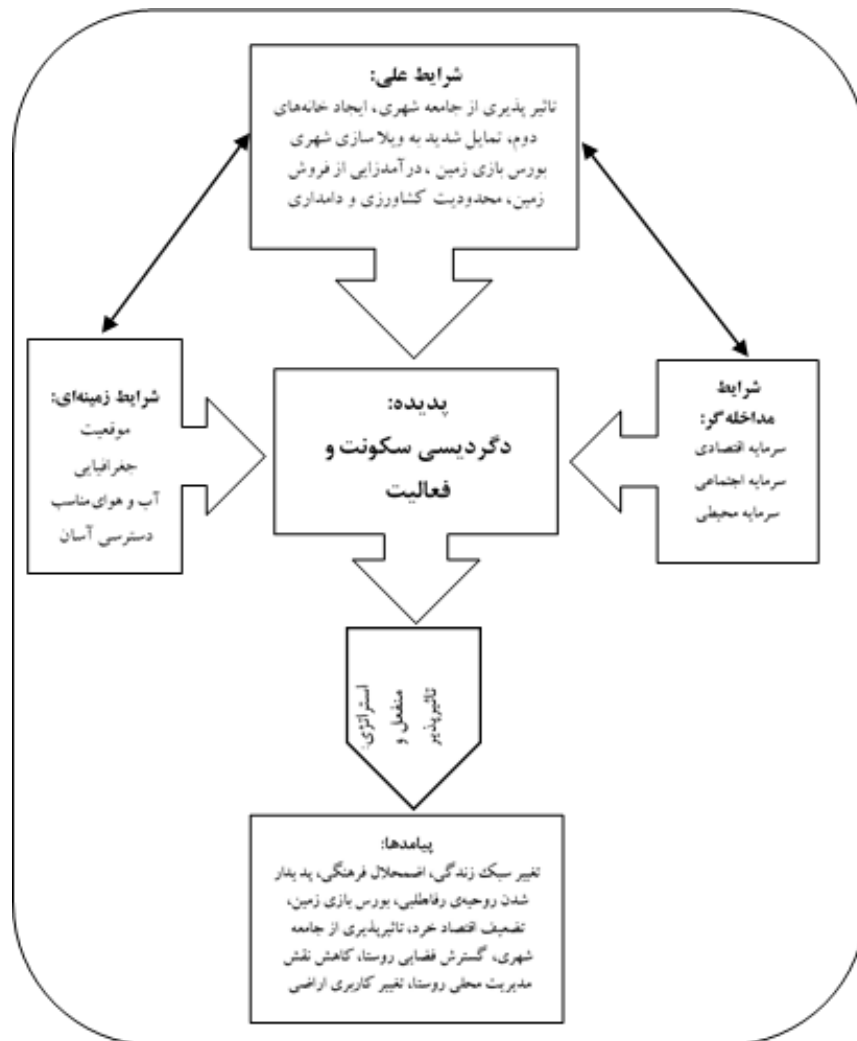 شرایط علی:
تاثیر پذیری از جامعه شهری، ایجاد خانه‌های
دوم، تمایل شدید به ویلا سازی شهری
بورس بازی زمین ، درآمدزایی از فروش
زمین، محدودیت کشاورزی و دامداری
شرایط
مداخله‌گر:
سرمایه اقتصادی
سرمایه اجتماعی
سرمایه محیطی
پدیده:
دگردیسی سکونت و
فعالیت
شرایط زمینه‌ای:
موقعیت
جغرافیایی
آب و هوای مناسب
دسترسی آسان
استراتژی:
منفعل و
تاثیرپذیر
پیامدها:
تغییر سبک زندگی، اضمحلال فرهنگی، پدیدار
شدن روحیه‌ی رفاطلبی، بورس بازی زمین،
تضعیف اقتصاد خرد، تاثیرپذیری از جامعه
شهری، گسترش فضایی روستا، کاهش نقش
مدیریت محلی روستا، تغییر کاربری اراضی